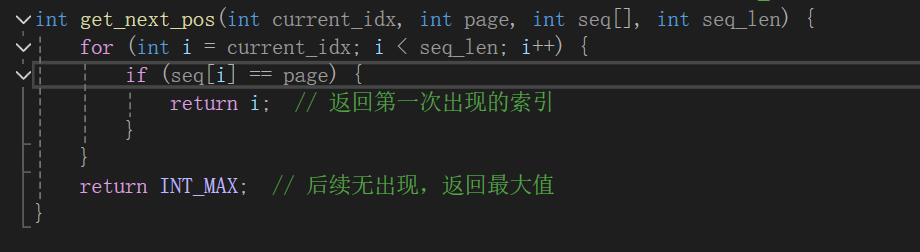 int get_next_pos(int current_idx, int page, int seq[], int seq_len) {
for (int i = current_idx; i < seq_len; i++) {
if (seq[i] == page) {
return i;  // 返回第一次出现的索引
}
}
return INT_MAX;  // 后续无出现，返回最大值
}